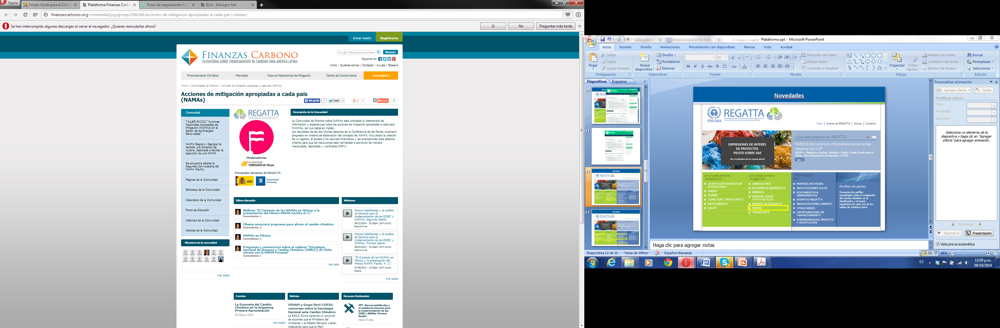 Opera
Fondo Verde para el Clima
Plataforma Finanzas Carbo
Foros de seguimiento CoP
IICA - Infoagro.Net
finanzascarbono.org/comunidad/pg/groups/306268/acciones-de-mitigacion-apropiadas-a-cada-pai-s-namas/
Se han interrumpido algunas descargas al cerrar el navegador. ¿Quieres reanudarlas ahora?
Sí
No
Preguntar más tarde
Iniciar Sesión
Registrarse
FINANZAS CARBONO
PLATAFORMA SOBRE FINANCIAMIENTO DE CARBONO PARA AMÉRICA LATINA
Google Búsqueda personalizada
Buscar
Síguenos en
Inicio | Quiénes somos | Contacto | Ayuda | Glosario
Financiamiento Climático
Mercados
Nuevos Mecanismos de Mitigación
Centro de Conocimiento
Comunidades
Inicio > Comunidades de Práctica > Acciones de mitigación apropiadas a cada país (NAMAs)
Acciones de mitigación apropiadas a cada país
(NAMAs)
Me gusta
4
Tweet
3
+1
0
Share
3
Comunidad
TALLER RIOCC "Acciones
Nacionales Apropiadas de
Mitigación (NAMAs) en el
Sector de las Energías
Renovables"
NAMA Registry: Georgia ha
recibido una donación de
Austria, destinada a facilitar la
ejecución de una NAMA
Se encuentra abierta la
Segunda Convocatoria del
NAMA Facility
Páginas de la Comunidad
Biblioteca de la Comunidad
Calendario de la Comunidad
Foros de Discusión
Webinars de la Comunidad
Noticias de la Comunidad
Miembros de la comunidad
Ver todos
REGATTA
Moderadores
FUNDACION
TORCUATO DI TELLA
Principales donantes de REGATTA
Government
of Norway
Descripción de la Comunidad
La Comunidad de Práctica sobre NAMAs está orientada al intercambio de
información y experiencias sobre las acciones de mitigación apropiadas a cada país
(NAMAs, por sus siglas en inglés).
Los resultados de las dos últimas sesiones de la Conferencia de las Partes mostraron
progresos en materia de elaboración del concepto de NAMA, incluyendo la creación
de un registro, el acceso a los recursos financieros y las orientaciones para elaborar
criterios para que las reducciones sean sometidas a escrutinio de manera
mensurable, reportable y verificable (MRV).
Ultima discusión
Webinar "El Contexto de las NAMAs en México y la
presentación del México NAMA Facility A. C."
Comentarios: 1
Obama anunciará programa para aliviar el cambio climático
Comentarios: 2
NAMAs en México
Comentarios: 1
Preguntas y comentarios sobre el webinar "Estrategia
Nacional de Bosques y Cambio Climático (ENBCC) de Chile:
vínculo con la NAMA Forestal"
Comentarios: 1
Ver todo
Webinars
Marcos habilitantes y el análisis
de barreras para la
implementación de las EDBC y
NAMAs. Segunda Sesión
08/12/2014 - 02:00pm (GMT-03:00)
Buenos Aires
Marcos habilitantes y el análisis
de barreras para la
implementación de las EDBC y
NAMAs. Primera Sesión
08/04/2014 - 02:00pm (GMT-03:00)
Buenos Aires
"El Contexto de las NAMAs en
México y la presentación del
México NAMA Facility A. C."
07/08/2014 - 12:00pm (GMT-05:00)
Bogota
Ver todos
Eventos
La Economía del Cambio
Climático en la Argentina.
Primera Aproximación
20 Mayo 2014
Ver todos
Noticias
MINAM y Grupo Perú COP20
conversan sobre la Estrategia
Nacional ante Cambio Climático
La ENCC forma parte de un conjunto
de acciones que el Ministerio del
Ambiente y el Estado Peruano vienen
trabajando para que el Perú
Recursos Destacados
PPT- Marcos habilitantes y
el análisis de barreras para
la implementación de las
EDBC y NAMAs. Primera
Sesión
(hace 43 días)
Plataforma ppt - Microsoft PowerPoint
Inicio
Insertar
Diseño
Animaciones
Presentación con diapositivas
Revisar
Vista
Acrobat
Pegar
Cortar
Copiar
Copiar formato
Portapapeles
Nueva
diapositiva
Diseño
Restablecer
Eliminar
Diapositivas
18
Fuente
Párrafo
Dirección del texto
Alinear texto
Convertir a SmartArt
Organizar
Estilos
rápidos
Relleno de forma
Contorno de forma
Efectos de formas
Dibujo
Buscar
Reemplazar
Seleccionar
Edición
Diapositivas
Esquema
10
11
12
13
Novedades
PNUMA
REGATTA
Inicio | Acerca de REGATTA | Socios | Contacto
EXPRESIONES DE INTERÉS
DE PROYECTOS
PILOTO SOBRE AbE
Ver resultados de la convocatoria
¿Qué está pasando en REGATTA?
NUEVOS Documentos informativos sobre temas
claves en las COP
REDD+, Plataforma Durban, Pérdidas y Daños, Fondo Verde para el
Clima, Otros Mecanismos de Mercado, COP19.
VER »
Comunidades de Práctica
Adaptación
ADAPTACIÓN BASADA EN
ECOSISTEMAS
ANDES
CARIBE
CONO SUR Y GRAN CHACO
MESOAMERICA
SALUD
Comunidades de Práctica
Mitigación
AGRICULTURA
EFICIENCIA ENERGÉTICA
ENERGÍA
ENERGIA SOLAR
FOTOVOLTAICA
MANEJO DE RESIDUOS
NAMAS
TRANSPORTE
Información
Clave
PERFILES DE PAÍSES
INSTITUCIONES CLAVE
DOCUMENTOS &
HERRAMIENTAS
EVENTOS REGATTA
NEGOCIACIONES CMNUCC
OTRAS REDES
OPORTUNIDADES DE
FINANCIAMIENTO
VULNERABILIDAD, IMPACTO
Y ADAPTACIÓN
Perfiles de países
Encuentre los perfiles
actualizados sobre la integración
del cambio climático en la
planificación y el marco
regulatorio de cada uno de los
países de América Latina
Haga clic para agregar notas
Personalizar animación
Agregar efecto
Quitar
Modificar efecto
Inicio:
Propiedad:
Velocidad:
Seleccione un elemento de la
diapositiva y haga clic en "Agregar
efecto" para agregar animación.
Reordenar
Reproducir
Presentación
Vista previa automática
Diapositiva 12 de 21
"Tema de Office"
Español (Panamá)
66%
ES
12:59 p.m.
09/19/2014